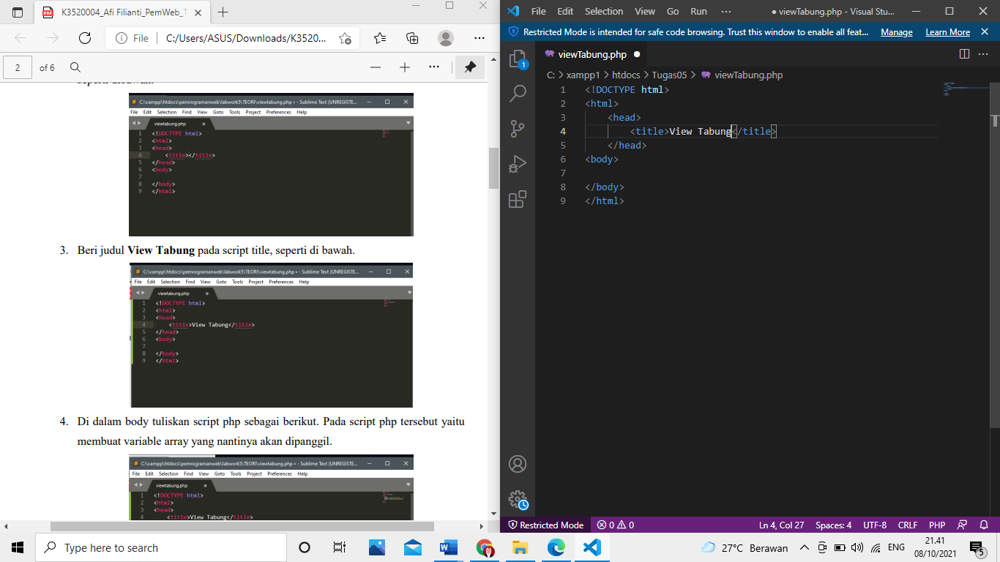 K3520004_Afi Filianti_PemWeb_T
File
C:/Users/ASUS/Downloads/K3520...
2 of 6
C:\xampp\htdocs\pemrogramanweb\labwork5\TEORI\viewtabung.php • - Sublime Text (UNREGISTE...
File Edit Selection Find View Goto Tools Project Preferences Help
viewtabung.php
1 <!DOCTYPE html>
2 <html>
3 <head>
4 <title></title>
5 </head>
6 <body>
7
8 </body>
9 </html>
3. Beri judul View Tabung pada script title, seperti di bawah.
C:\xampp\htdocs\pemrogramanweb\labwork5\TEORI\viewtabung.php • - Sublime Text (UNREGISTE...
File Edit Selection Find View Goto Tools Project Preferences Help
viewtabung.php
1 <!DOCTYPE html>
2 <html>
3 <head>
4 <title>View Tabung</title>
5 </head>
6 <body>
7
8 </body>
9 </html>
4. Di dalam body tuliskan script php sebagai berikut. Pada script php tersebut yaitu
membuat variable array yang nantinya akan dipanggil.
C:\xampp\htdocs\pemrogramanweb\labwork5\TEORI\viewtabung.php • - Sublime Text (UNREGISTE...
File Edit Selection Find View Goto Tools Project Preferences Help
viewtabung.php
1 <!DOCTYPE html>
2 <html>
3 <head>
4 <title>View Tabung</title>
File Edit Selection View Go Run ···
● viewTabung.php - Visual Stu...
Restricted Mode is intended for safe code browsing. Trust this window to enable all feat... Manage Learn More
1
viewTabung.php
C: > xampp1 > htdocs > Tugas05 > viewTabung.php
1 <!DOCTYPE html>
2 <html>
3 <head>
4 <title>View Tabung</title>
5 </head>
6 <body>
7
8 </body>
9 </html>
Restricted Mode 0 0 Ln 4, Col 27 Spaces: 4 UTF-8 CRLF PHP
Type here to search
27°C Berawan
ENG
21.41
08/10/2021
5